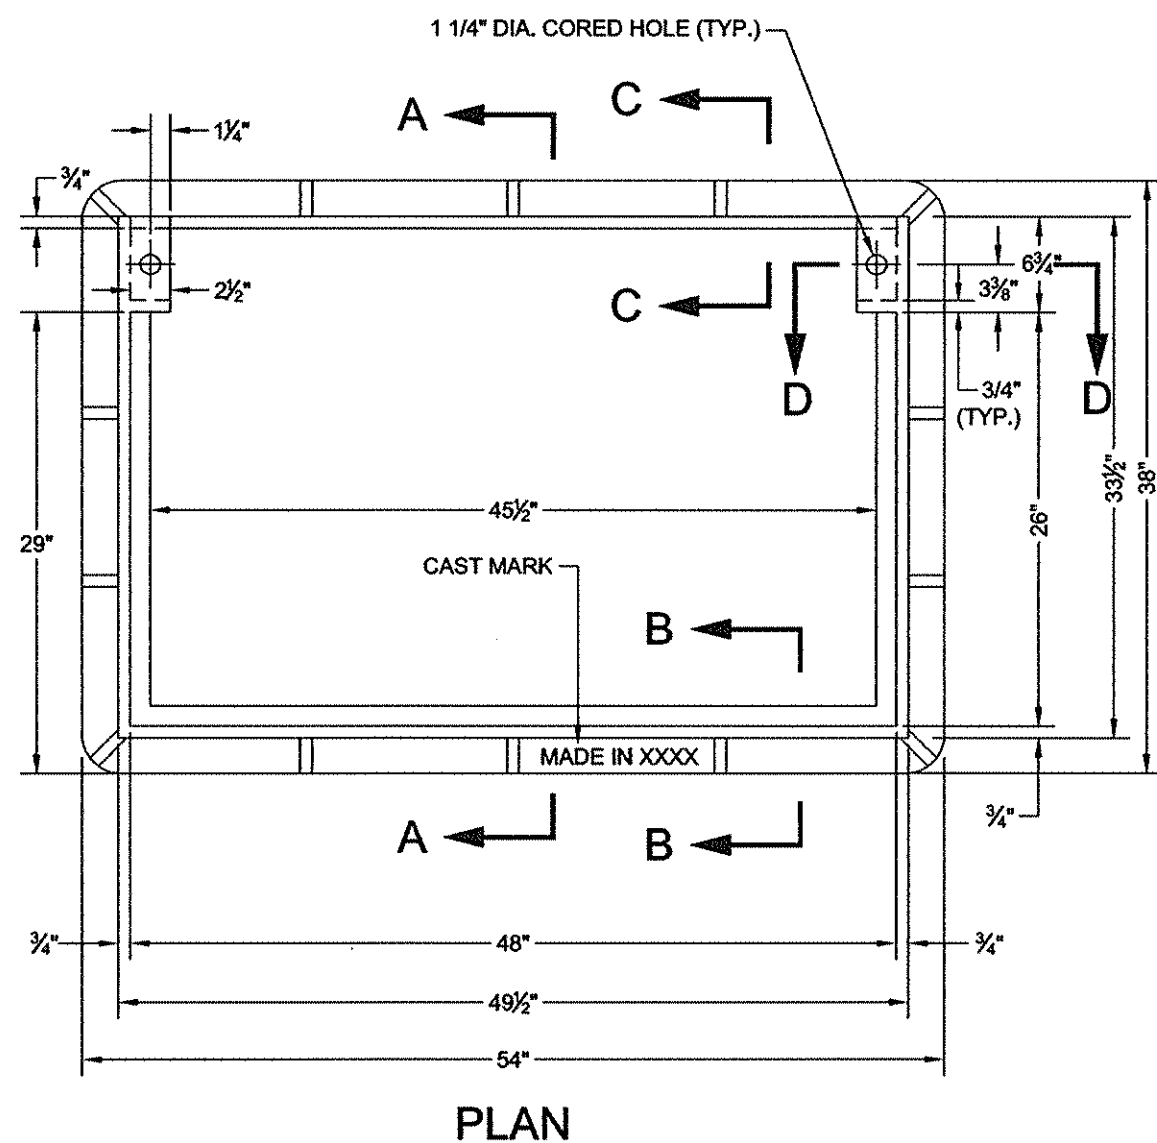 1 1/4" DIA. CORED HOLE (TYP.)
A
C
1¼"
¾"
2½"
C
6¾"
3⅜"
D
D
3/4"
(TYP.)
33½"
38"
45½"
26"
29"
CAST MARK
B
MADE IN XXXX
A
B
¾"
¾"
48"
¾"
49½"
54"
PLAN